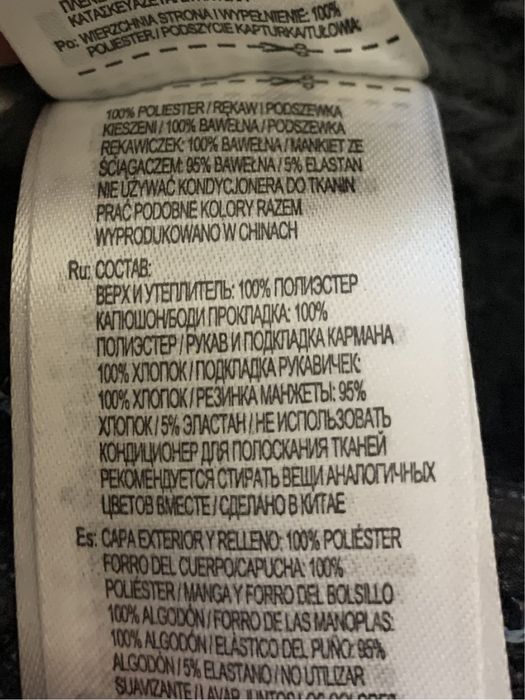 Po: WIERZCHNIA STRONA I WYPEŁNIENIE: 100%
POLIESTER / PODSZYCIE KAPTURKA/TUŁOWIA:
100% POLIESTER / RĘKAW I PODSZEWKA
KIESZENI / 100% BAWEŁNA / PODSZEWKA
RĘKAWICZEK: 100% BAWEŁNA / MANKIET ZE
ŚCIĄGACZEM: 95% BAWEŁNA / 5% ELASTAN
NIE UŻYWAĆ KONDYCJONERA DO TKANIN
PRAĆ PODOBNE KOLORY RAZEM
WYPRODUKOWANO W CHINACH
Ru: СОСТАВ:
ВЕРХ И УТЕПЛИТЕЛЬ: 100% ПОЛИЭСТЕР
КАПЮШОН/БОДИ ПРОКЛАДКА: 100%
ПОЛИЭСТЕР / РУКАВ И ПОДКЛАДКА КАРМАНА
100% ХЛОПОК / ПОДКЛАДКА РУКАВИЧЕК:
100% ХЛОПОК / РЕЗИНКА МАНЖЕТЫ: 95%
ХЛОПОК / 5% ЭЛАСТАН / НЕ ИСПОЛЬЗОВАТЬ
КОНДИЦИОНЕР ДЛЯ ПОЛОСКАНИЯ ТКАНЕЙ
РЕКОМЕНДУЕТСЯ СТИРАТЬ ВЕЩИ АНАЛОГИЧНЫХ
ЦВЕТОВ ВМЕСТЕ / СДЕЛАНО В КИТАЕ
Es: CAPA EXTERIOR Y RELLENO: 100% POLIÉSTER
FORRO DEL CUERPO/CAPUCHA: 100%
POLIÉSTER / MANGA Y FORRO DEL BOLSILLO
100% ALGODÓN / FORRO DE LAS MANOPLAS:
100% ALGODÓN / ELÁSTICO DEL PUÑO: 95%
ALGODÓN / 5% ELASTANO / NO UTILIZAR
SUAVIZANTE / LAVAR JUNTOS LOS COLORES